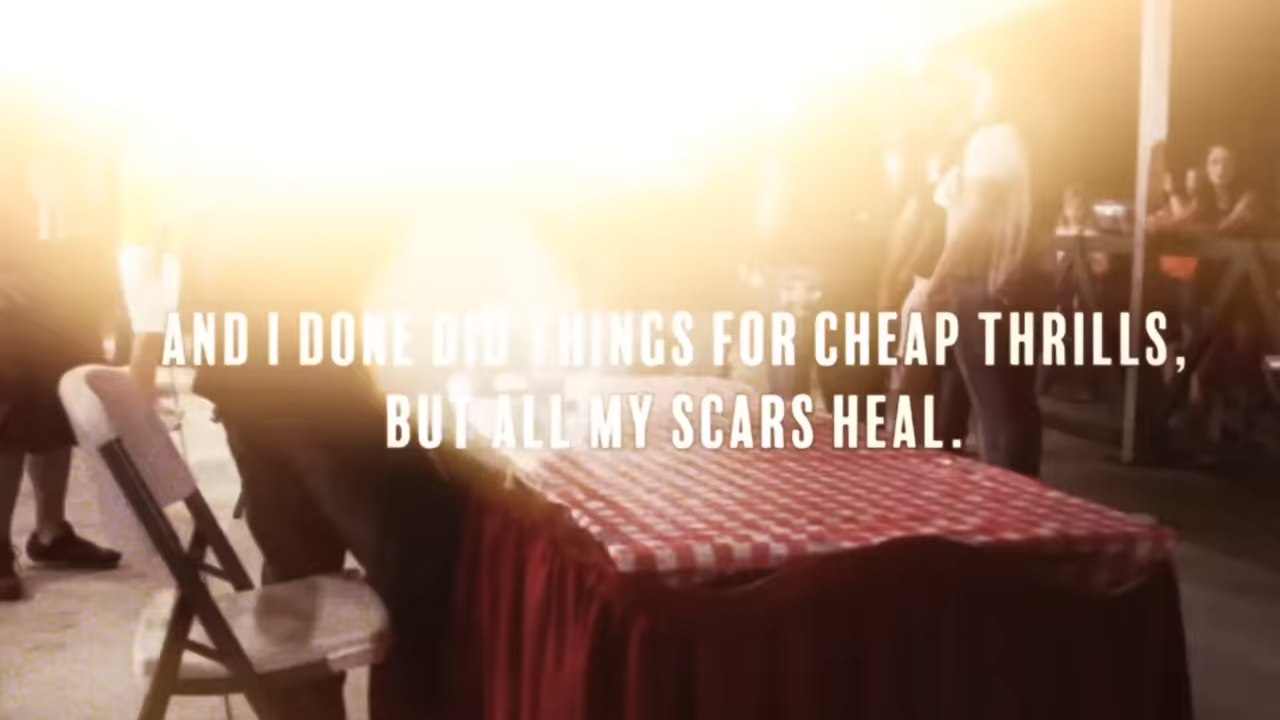 AND I DONE DID THINGS FOR CHEAP THRILLS,
BUT ALL MY SCARS HEAL.